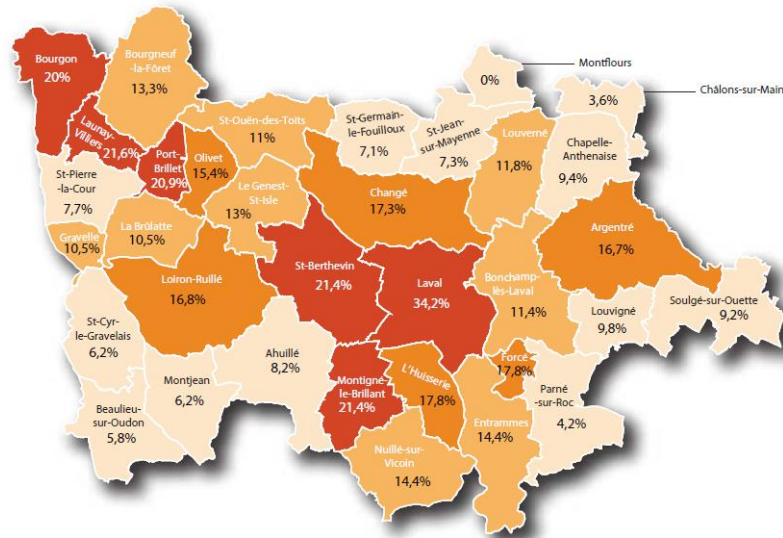 Bourgon
20%
Bourgneuf
-la-Fôret
13,3%
Launay-
Villiers
21,6%
Port-
Brillet
20,9%
Olivet
15,4%
St-Ouën-des-Toits
11%
St-Germain-
le-Fouilloux
7,1%
St-Jean-
sur-Mayenne
7,3%
0%
Montflours
3,6%
Châlons-sur-Main
Louverné
11,8%
Chapelle-
Anthenaise
9,4%
St-Pierre
-la-Cour
7,7%
Le Genest-
St-Isle
13%
Changé
17,3%
Argentré
16,7%
Gravelle
10,5%
La Brûlatte
10,5%
Loiron-Ruillé
16,8%
St-Berthevin
21,4%
Laval
34,2%
Bonchamp-
lès-Laval
11,4%
Louvigné
9,8%
Soulgé-sur-Ouette
9,2%
St-Cyr-
le-Gravelais
6,2%
Montjean
6,2%
Ahuillé
8,2%
Beaulieu-
sur-Oudon
5,8%
Montigné
-le-Brillant
21,4%
L'Huisserie
17,8%
Forcé
17,8%
Parné
-sur-Roc
4,2%
Entrammes
14,4%
Nuillé-sur-
Vicoin
14,4%